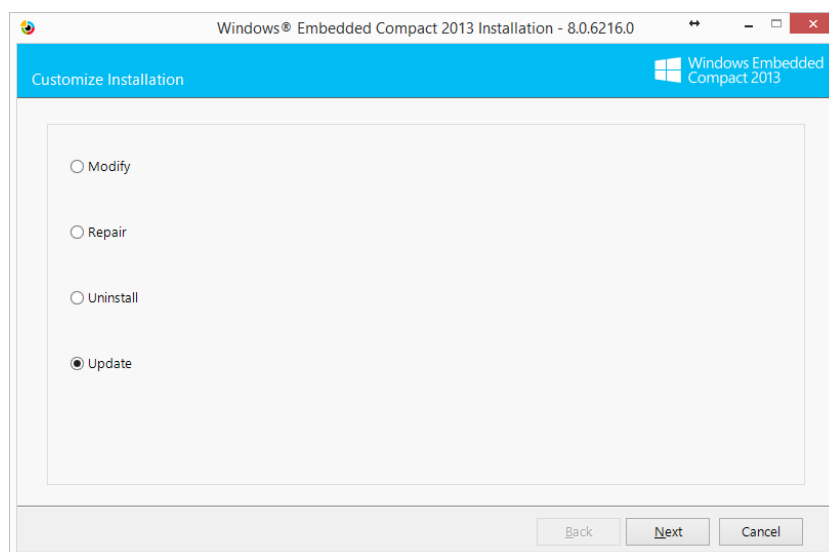 Windows® Embedded Compact 2013 Installation - 8.0.6216.0
Customize Installation
Windows Embedded
Compact 2013
Modify
Repair
Uninstall
Update
Back
Next
Cancel